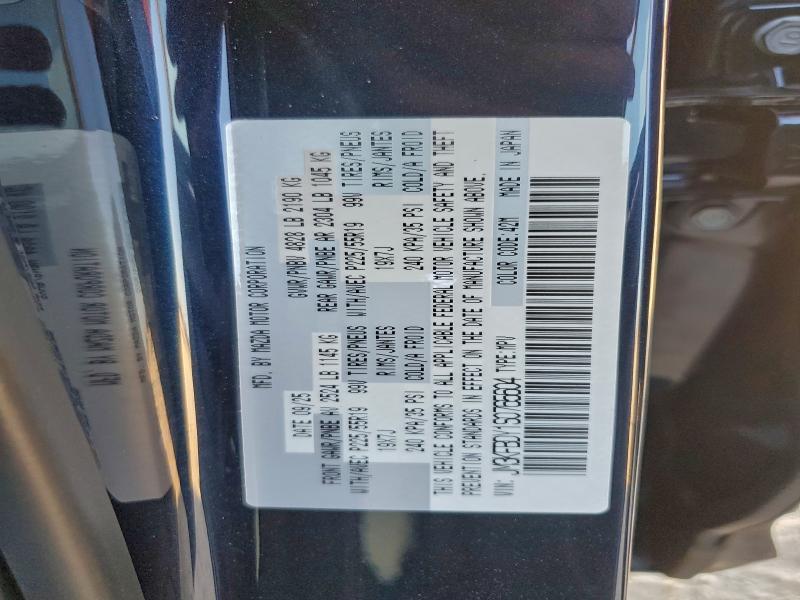 MFD. BY MAZDA MOTOR CORPORATION
DATE 09/25 GVWR/PNBV 4828 LB 2190 KG
FRONT GAWR/PNBE AV 2524 LB 1145 KG REAR GAWR/PNBE AR 2304 LB 1045 KG
WITH/AVEC P225/55R19 99V TIRES/PNEUS WITH/AVEC P225/55R19 99V TIRES/PNEUS
19X7J RIMS/JANTES 19X7J RIMS/JANTES
240 KPA/35 PSI COLD/A FROID 240 KPA/35 PSI COLD/A FROID
THIS VEHICLE CONFORMS TO ALL APPLICABLE FEDERAL MOTOR VEHICLE SAFETY AND THEFT
PREVENTION STANDARDS IN EFFECT ON THE DATE OF MANUFACTURE SHOWN ABOVE.
VIN: TYPE:MPV COLOR CODE:42M MADE IN JAPAN